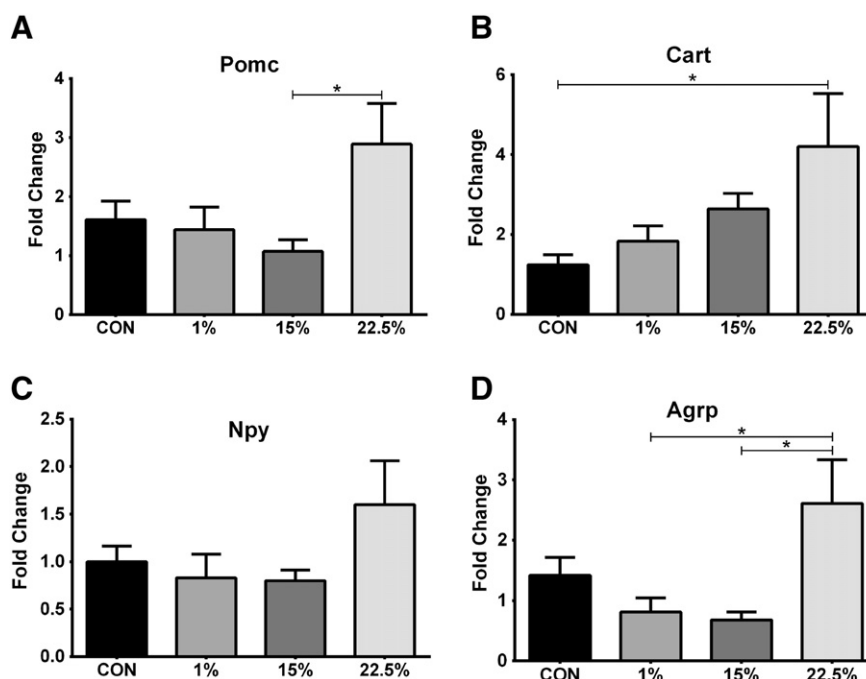 A
Pomc
Fold Change
4
3
2
1
0
*
CON 1% 15% 22.5%
B
Cart
Fold Change
6
4
2
0
*
CON 1% 15% 22.5%
C
Npy
Fold Change
2.5
2.0
1.5
1.0
0.5
0.0
CON 1% 15% 22.5%
D
Agrp
Fold Change
4
3
2
1
0
*
*
CON 1% 15% 22.5%